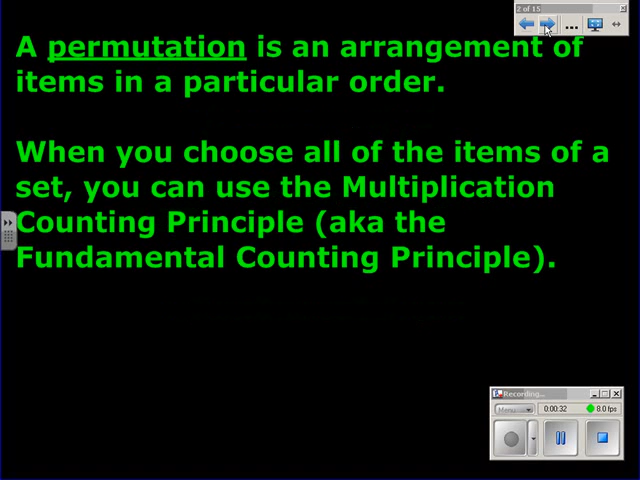 2 of 15
A permutation is an arrangement of
items in a particular order.
When you choose all of the items of a
set, you can use the Multiplication
Counting Principle (aka the
Fundamental Counting Principle).
Recording...
Menu
0:00:32
8.0 fps